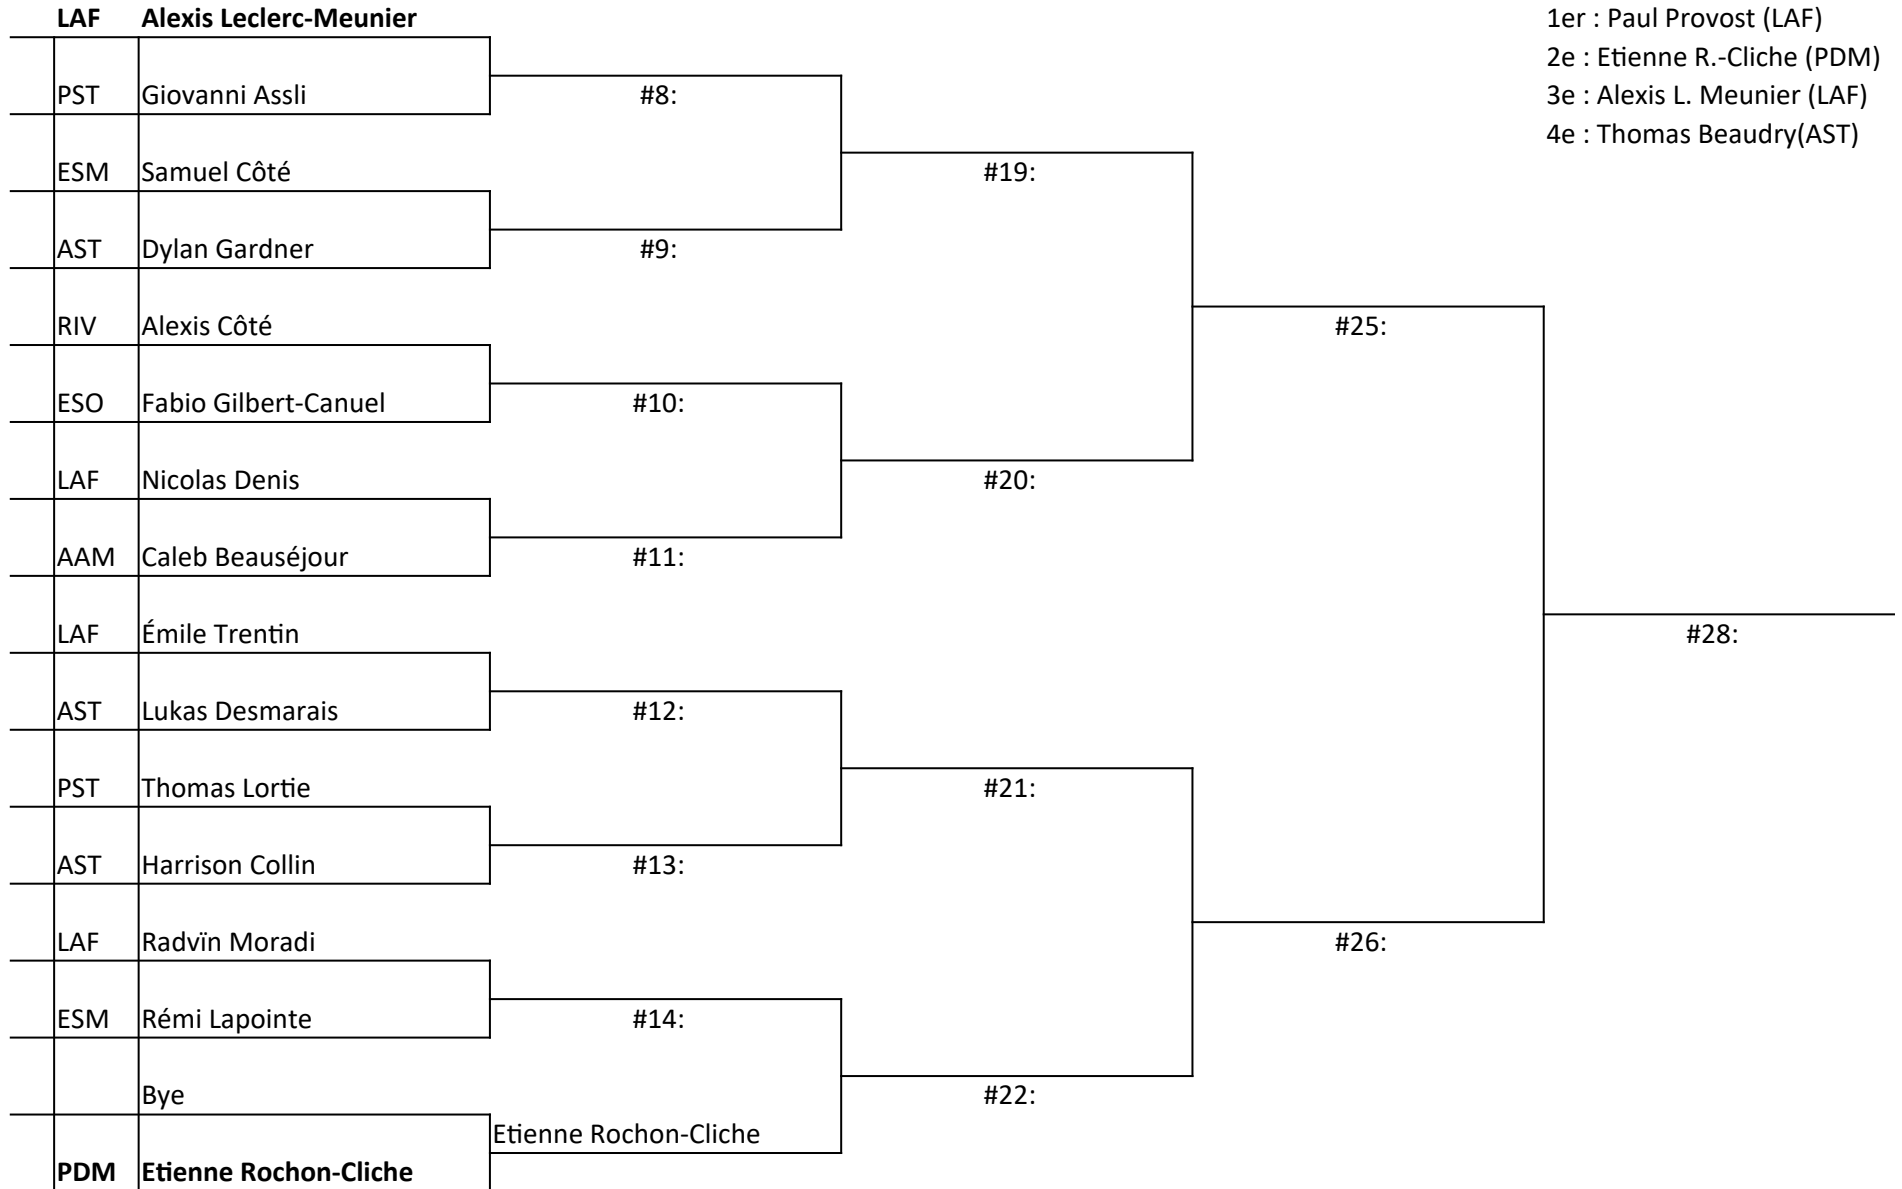 LAF Alexis Leclerc-Meunier
1er : Paul Provost (LAF)
2e : Etienne R.-Cliche (PDM)
PST Giovanni Assli
#8:
3e : Alexis L. Meunier (LAF)
4e : Thomas Beaudry(AST)
ESM Samuel Côté
#19:
AST Dylan Gardner
#9:
RIV Alexis Côté
#25:
ESO Fabio Gilbert-Canuel
#10:
LAF Nicolas Denis
#20:
AAM Caleb Beauséjour
#11:
LAF Émile Trentin
#28:
AST Lukas Desmarais
#12:
PST Thomas Lortie
#21:
AST Harrison Collin
#13:
LAF Radvïn Moradi
#26:
ESM Rémi Lapointe
#14:
Bye
#22:
Etienne Rochon-Cliche
PDM Etienne Rochon-Cliche